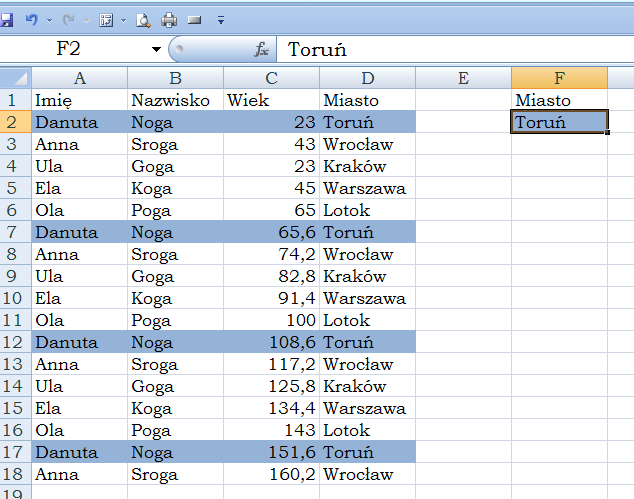 F2 fx Toruń
A B C D E F
1 Imię Nazwisko Wiek Miasto Miasto
2 Danuta Noga 23 Toruń Toruń
3 Anna Sroga 43 Wrocław
4 Ula Goga 23 Kraków
5 Ela Koga 45 Warszawa
6 Ola Poga 65 Lotok
7 Danuta Noga 65,6 Toruń
8 Anna Sroga 74,2 Wrocław
9 Ula Goga 82,8 Kraków
10 Ela Koga 91,4 Warszawa
11 Ola Poga 100 Lotok
12 Danuta Noga 108,6 Toruń
13 Anna Sroga 117,2 Wrocław
14 Ula Goga 125,8 Kraków
15 Ela Koga 134,4 Warszawa
16 Ola Poga 143 Lotok
17 Danuta Noga 151,6 Toruń
18 Anna Sroga 160,2 Wrocław
19